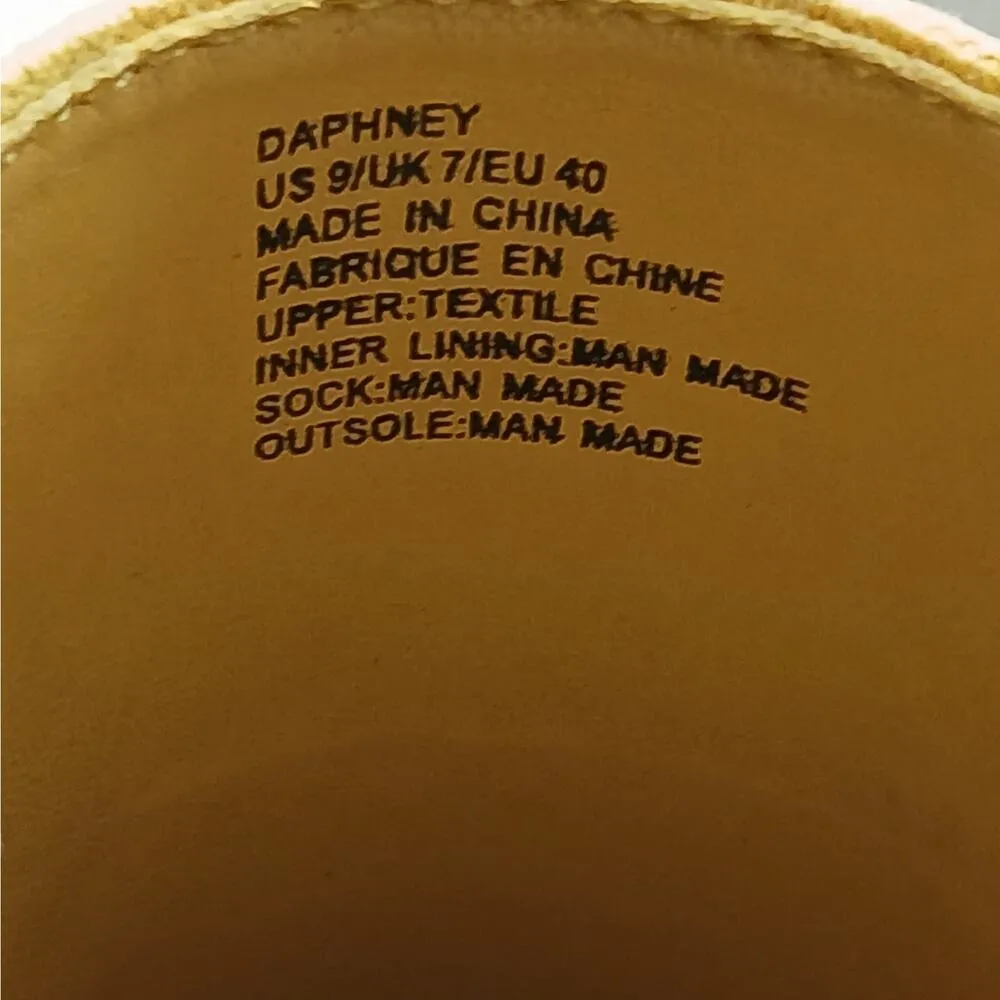 DAPHNEY
US 9/UK 7/EU 40
MADE IN CHINA
FABRIQUE EN CHINE
UPPER:TEXTILE
INNER LINING:MAN MADE
SOCK:MAN MADE
OUTSOLE:MAN MADE